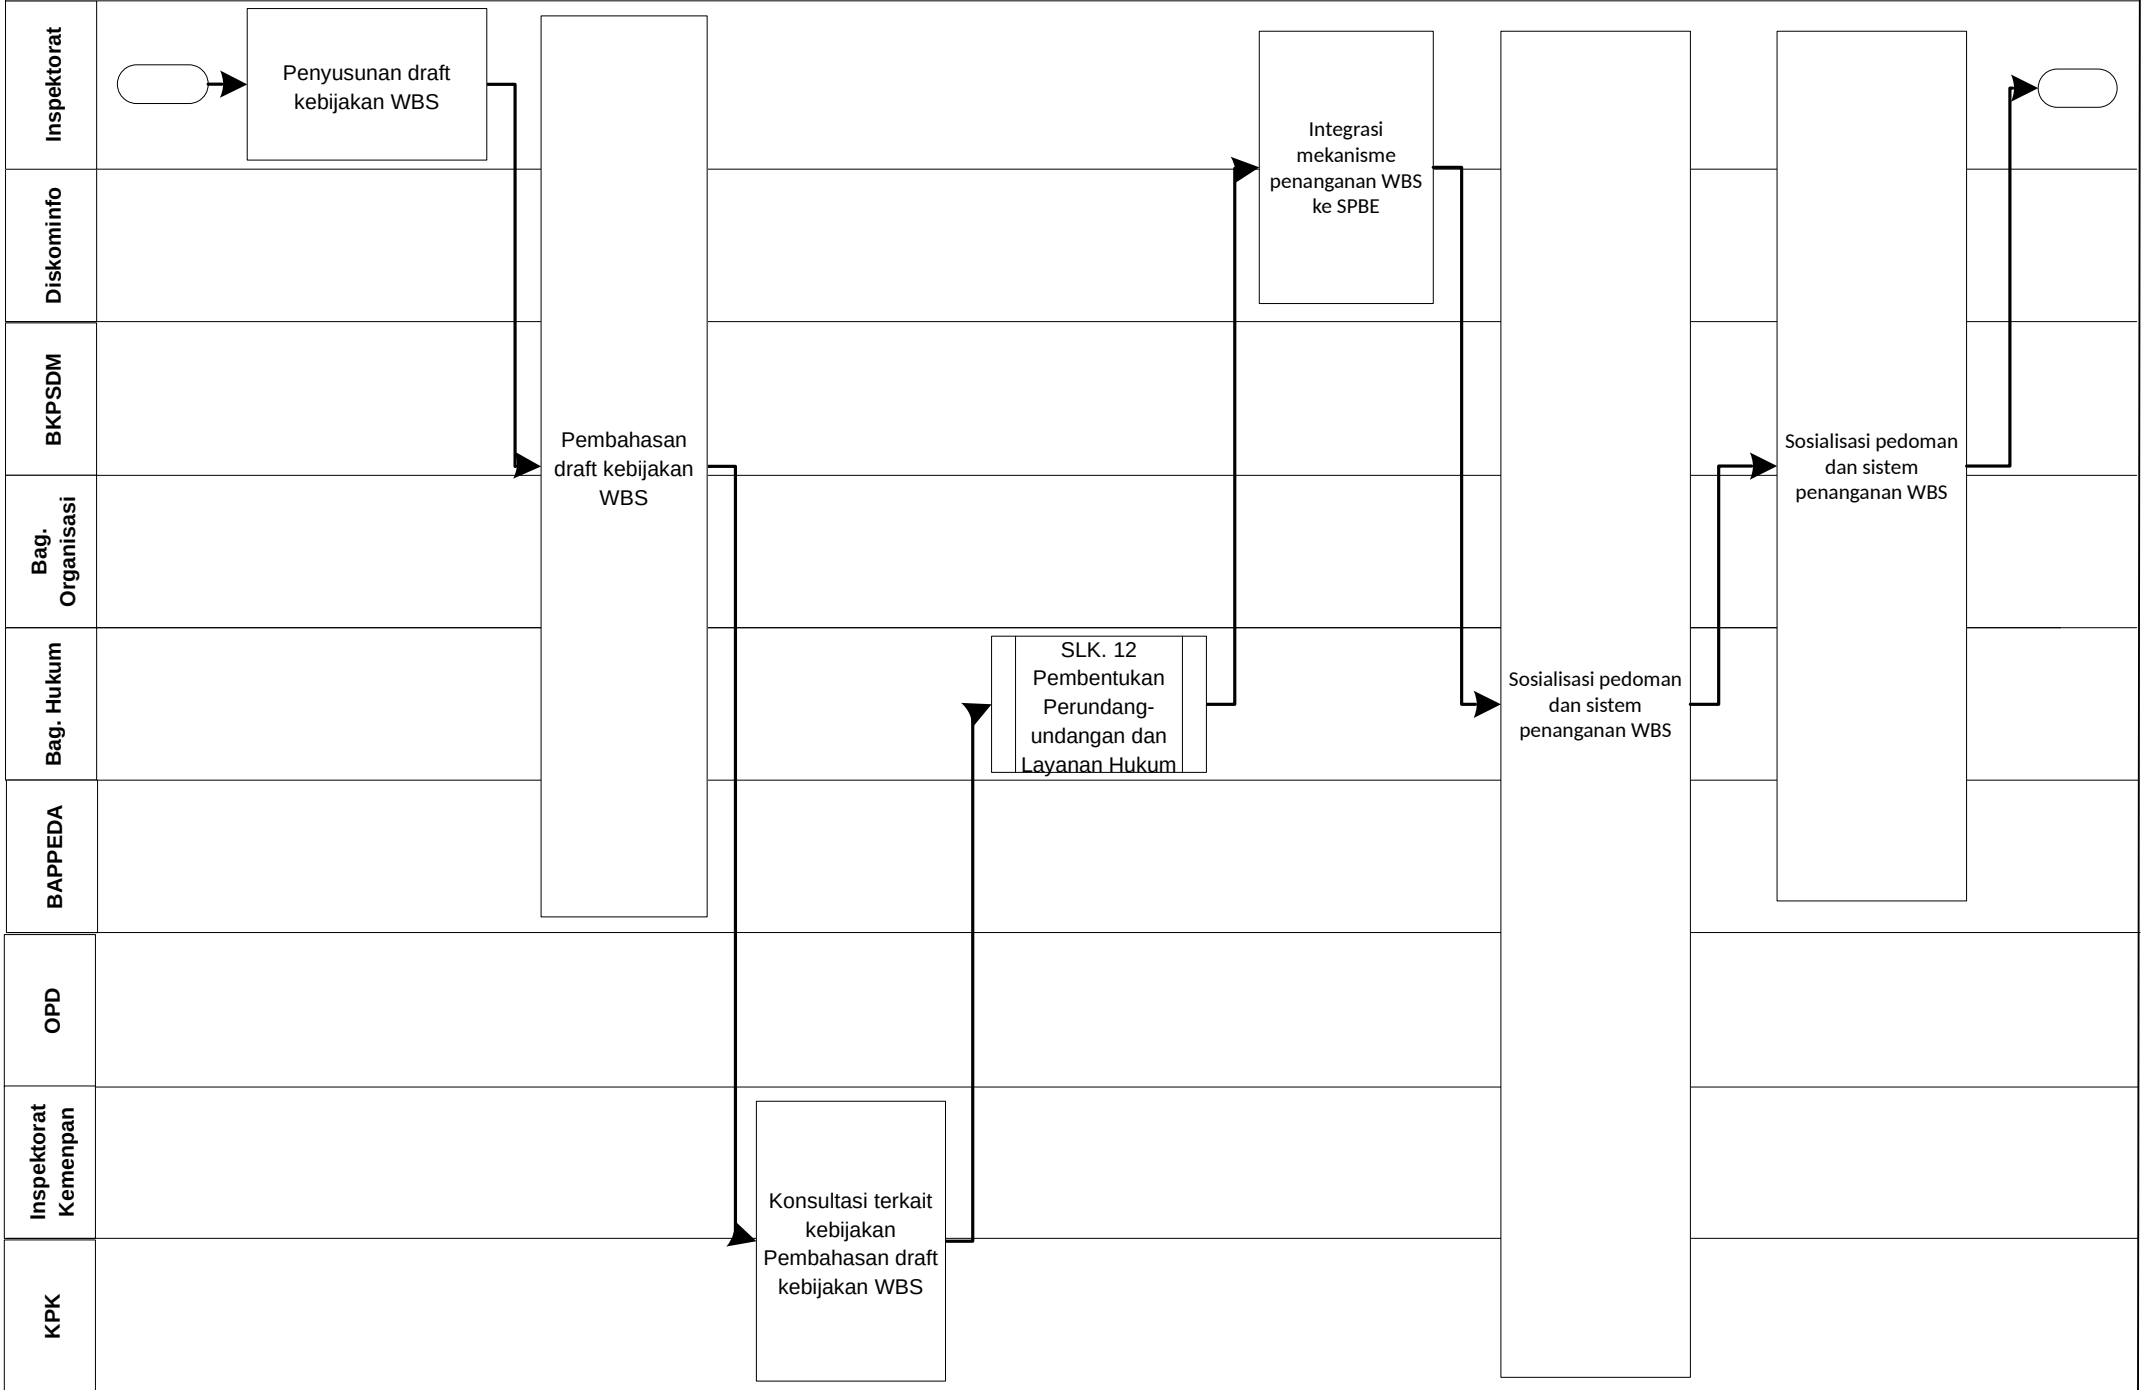 Inspektorat
Penyusunan draft
kebijakan WBS
Integrasi
mekanisme
penanganan WBS
ke SPBE
Diskominfo
BKPSDM
Pembahasan
draft kebijakan
WBS
Sosialisasi pedoman
dan sistem
penanganan WBS
Bag.
Organisasi
Bag. Hukum
SLK. 12
Pembentukan
Perundang-
undangan dan
Layanan Hukum
Sosialisasi pedoman
dan sistem
penanganan WBS
BAPPEDA
OPD
Inspektorat
Kemenpan
Konsultasi terkait
kebijakan
Pembahasan draft
kebijakan WBS
KPK